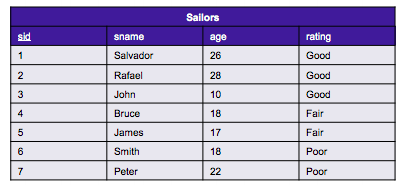 Sailors
sid sname age rating
1 Salvador 26 Good
2 Rafael 28 Good
3 John 10 Good
4 Bruce 18 Fair
5 James 17 Fair
6 Smith 18 Poor
7 Peter 22 Poor